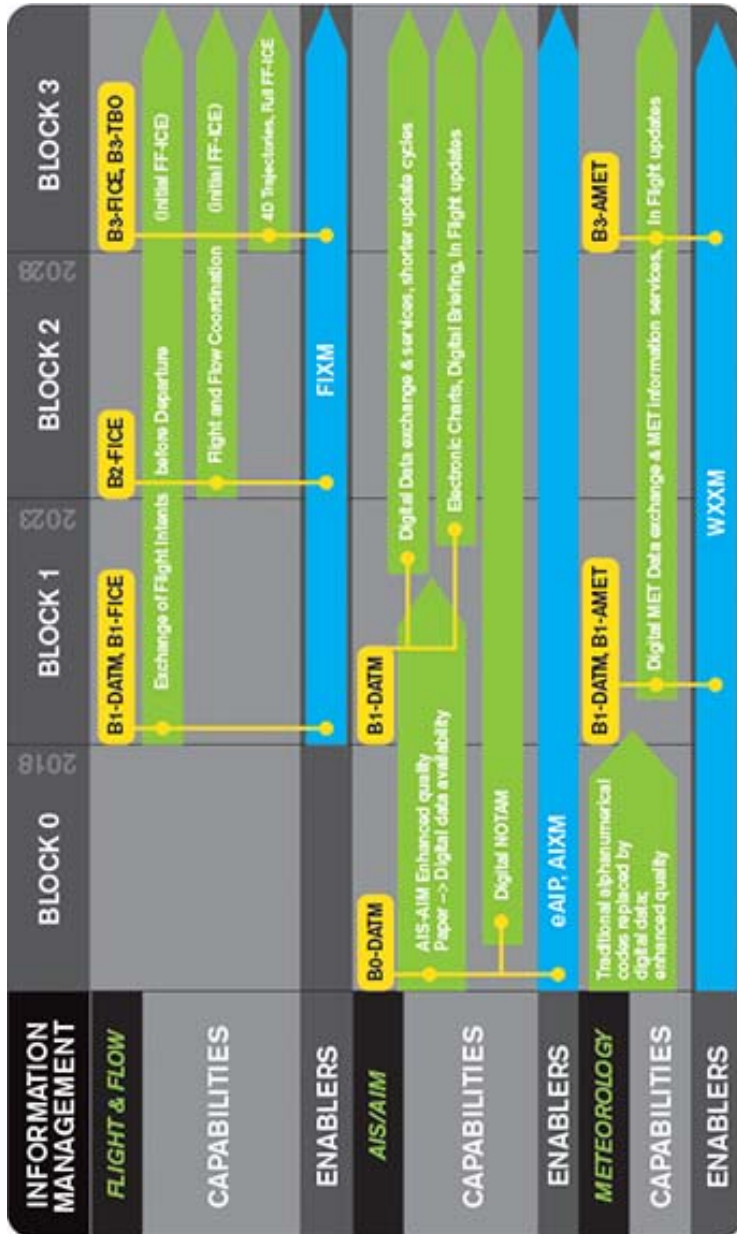 INFORMATION
MANAGEMENT
BLOCK 0
2018
BLOCK 1
2023
BLOCK 2
2028
BLOCK 3
FLIGHT & FLOW
B1-DATM, B1-FICE
B2-FICE
B3-FICE, B3-TBO
CAPABILITIES
Exchange of Flight Intents before Departure (Initial FF-ICE)
Flight and Flow Coordination (Initial FF-ICE)
4D Trajectories, Full FF-ICE
ENABLERS
FIXM
AIS/AIM
B0-DATM
B1-DATM
CAPABILITIES
AIS-AIM Enhanced quality
Paper --> Digital data availability
Digital Data exchange & services, shorter update cycles
Electronic Charts, Digital Briefing, In Flight updates
Digital NOTAM
ENABLERS
eAIP, AIXM
METEOROLOGY
B1-DATM, B1-AMET
B3-AMET
CAPABILITIES
Traditional alphanumerical
codes replaced by
digital data;
enhanced quality
Digital MET Data exchange & MET information services, In Flight updates
ENABLERS
WXXM